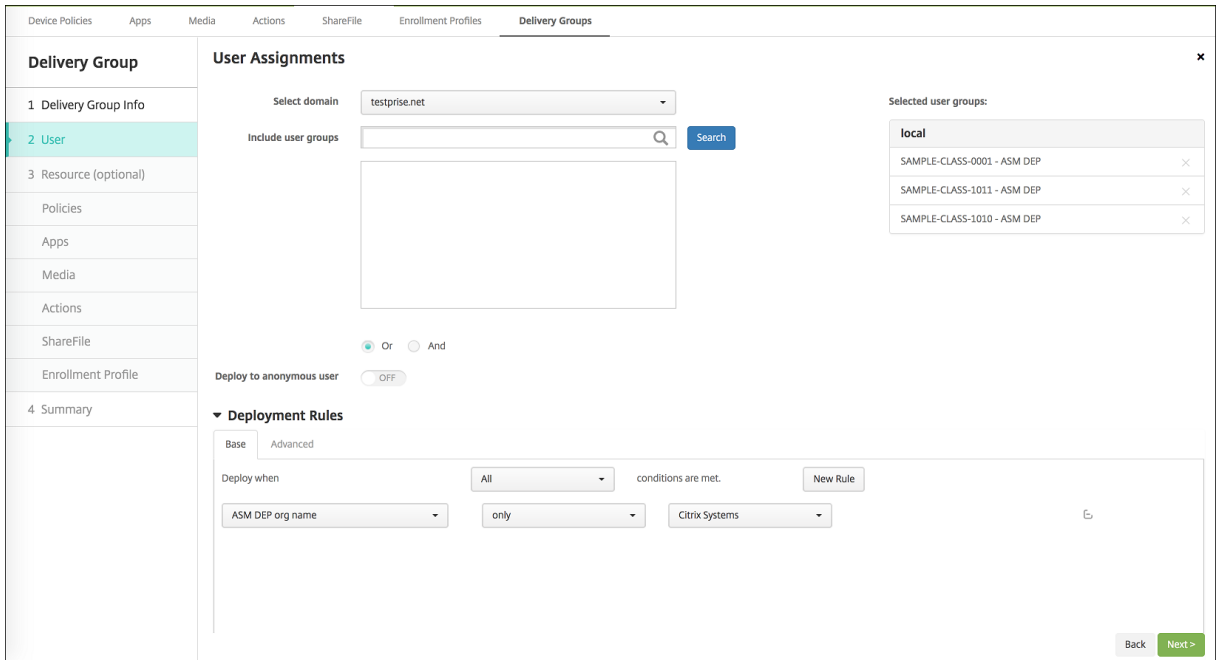 Device Policies Apps Media Actions ShareFile Enrollment Profiles Delivery Groups
Delivery Group
1 Delivery Group Info
2 User
3 Resource (optional)
Policies
Apps
Media
Actions
ShareFile
Enrollment Profile
4 Summary
User Assignments
Select domain testprise.net
Include user groups Search
Or And
Deploy to anonymous user OFF
Selected user groups:
local
SAMPLE-CLASS-0001 - ASM DEP
SAMPLE-CLASS-1011 - ASM DEP
SAMPLE-CLASS-1010 - ASM DEP
Deployment Rules
Base Advanced
Deploy when All conditions are met. New Rule
ASM DEP org name only Citrix Systems
Back Next >